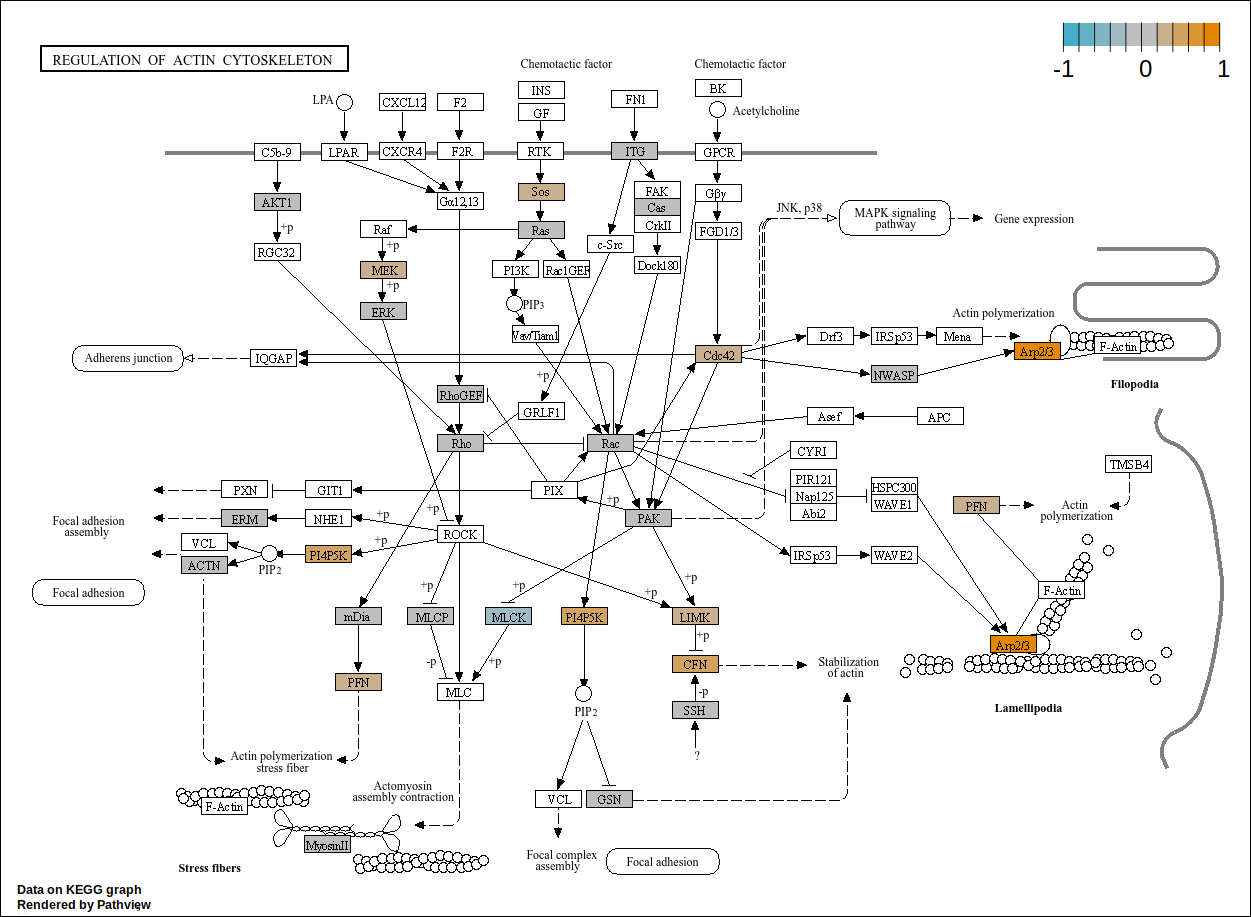 REGULATION OF ACTIN CYTOSKELETON
-1 0 1
Chemotactic factor
Chemotactic factor
LPA
CXCL12
F2
INS
GF
FN1
BK
Acetylcholine
C5b-9
LPAR
CXCR4
F2R
RTK
ITG
GPCR
AKT1
Gα12,13
Sos
FAK
Cas
CrkII
Gβγ
+p
RGC32
Raf
+p
MEK
+p
ERK
Ras
c-Src
FGD1/3
PI3K
Rac1GEF
Dock180
PIP3
Vav/Tiam1
JNK, p38
MAPK signaling
pathway
Gene expression
Adherens junction
IQGAP
Cdc42
Drf3
IRSp53
Mena
Actin polymerization
Arp2/3
F-Actin
NWASP
Filopodia
+p
RhoGEF
GRLF1
Asef
APC
Rho
Rac
CYRI
TMSB4
PXN
GIT1
PIX
+p
PIR121
Nap125
Abi2
HSPC300
WAVE1
PFN
Actin
polymerization
Focal adhesion
assembly
ERM
NHE1
+p
+p
ROCK
PAK
VCL
ACTN
PIP2
PI4P5K
+p
IRSp53
WAVE2
Focal adhesion
F-Actin
+p
+p
+p
+p
mDia
MLCP
MLCK
PI4P5K
LIMK
+p
Arp2/3
-p
+p
CFN
Stabilization
of actin
PFN
MLC
PIP2
-p
SSH
?
Lamellipodia
Actin polymerization
stress fiber
Actomyosin
assembly contraction
F-Actin
VCL
GSN
MyosinII
Stress fibers
Focal complex
assembly
Focal adhesion
Data on KEGG graph
Rendered by Pathview